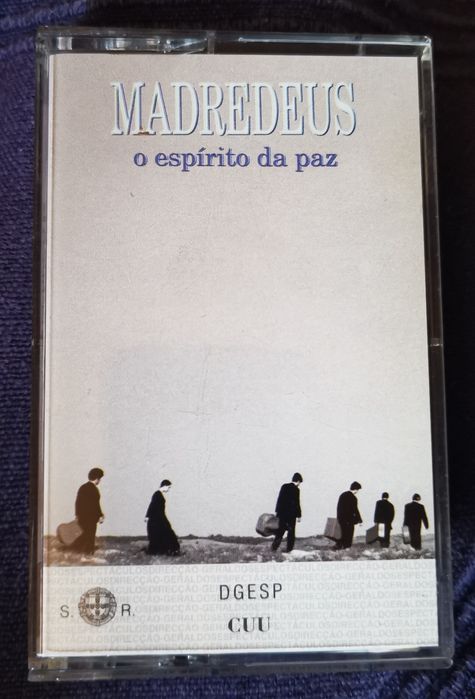 MADREDEUS
o espírito da paz
DGESP
S. R.
CUU